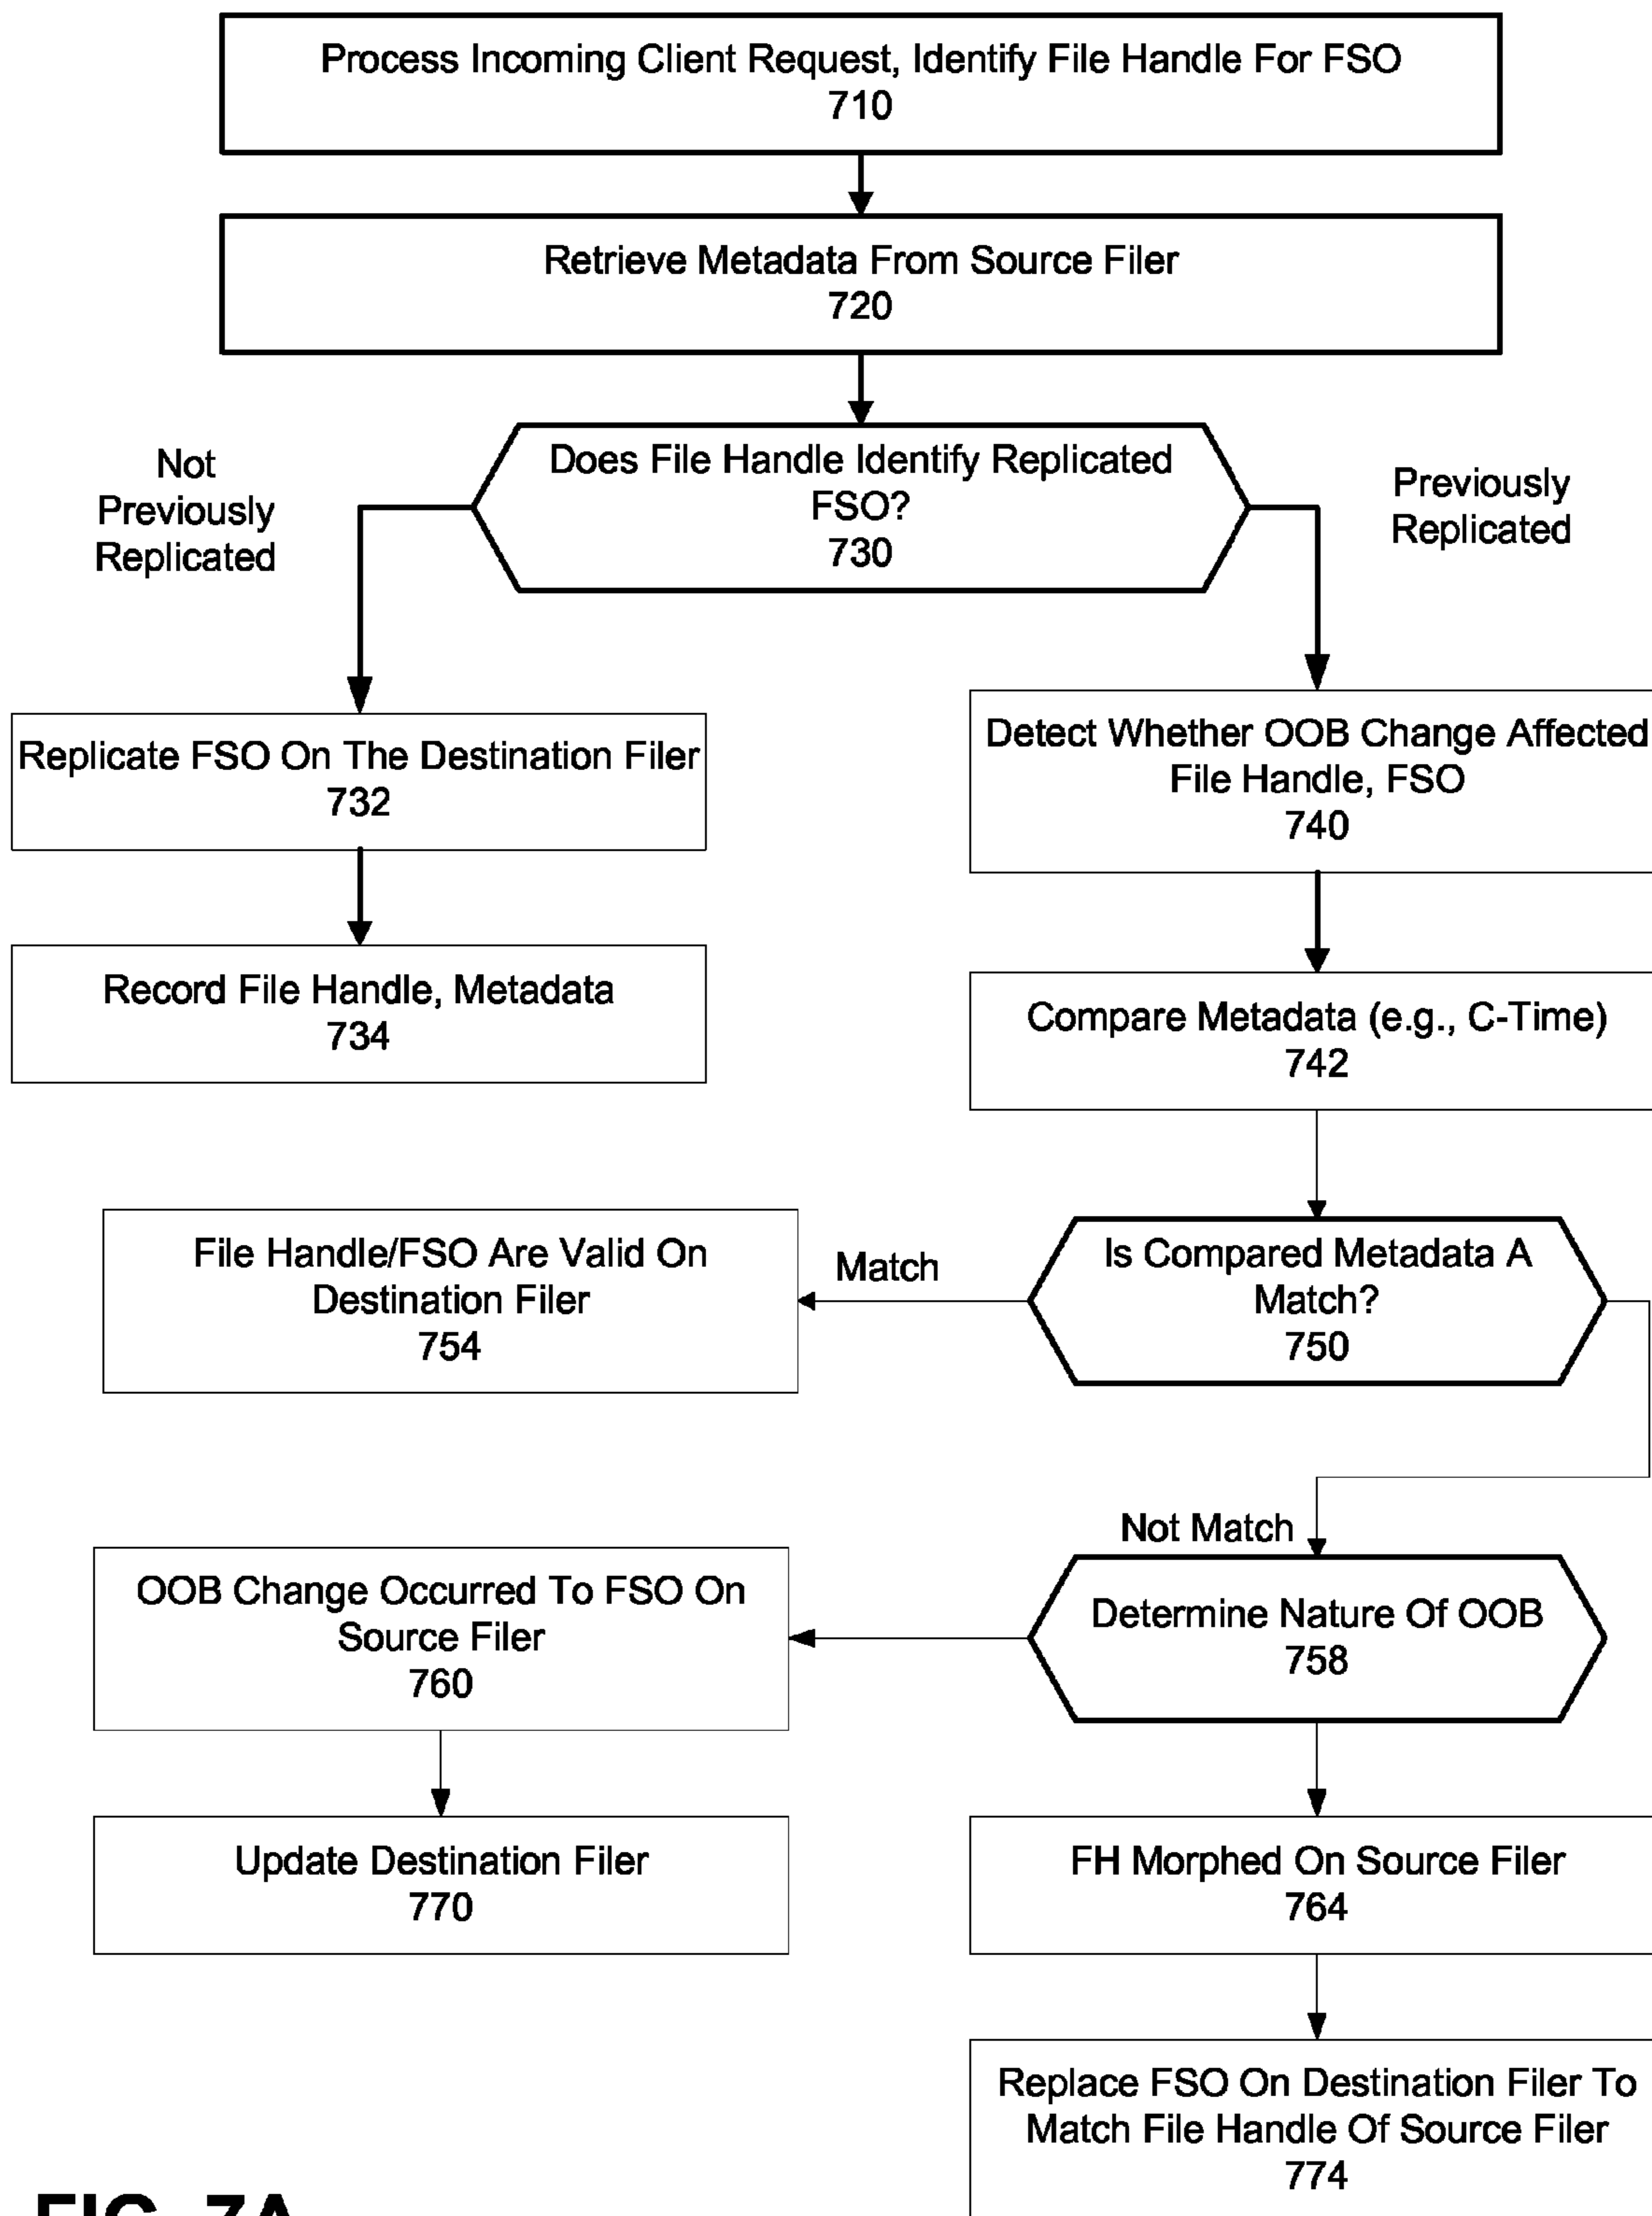 Process Incoming Client Request, Identify File Handle For FSO
710
Retrieve Metadata From Source Filer
720
Does File Handle Identify Replicated
FSO?
730
Not
Previously
Replicated
Previously
Replicated
Replicate FSO On The Destination Filer
732
Detect Whether OOB Change Affected
File Handle, FSO
740
Record File Handle, Metadata
734
Compare Metadata (e.g., C-Time)
742
File Handle/FSO Are Valid On
Destination Filer
754
Match
Is Compared Metadata A
Match?
750
Not Match
OOB Change Occurred To FSO On
Source Filer
760
Determine Nature Of OOB
758
Update Destination Filer
770
FH Morphed On Source Filer
764
Replace FSO On Destination Filer To
Match File Handle Of Source Filer
774
FIG. 7A